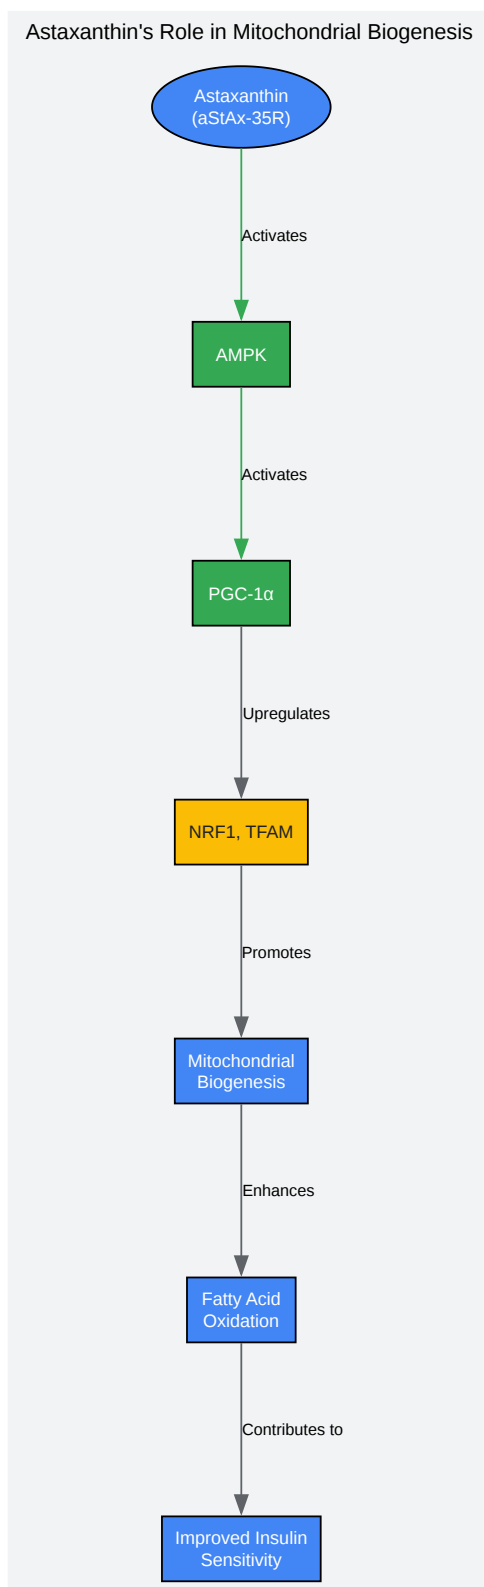 Astaxanthin's Role in Mitochondrial Biogenesis
Astaxanthin
(aStAx-35R)
Activates
AMPK
Activates
PGC-1α
Upregulates
NRF1, TFAM
Promotes
Mitochondrial
Biogenesis
Enhances
Fatty Acid
Oxidation
Contributes to
Improved Insulin
Sensitivity